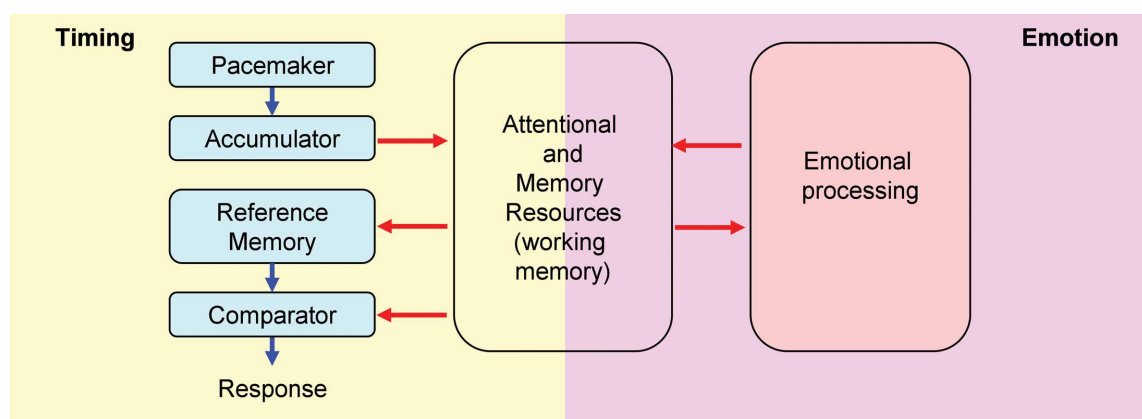 Timing
Emotion
Pacemaker
Accumulator
Reference
Memory
Comparator
Response
Attentional
and
Memory
Resources
(working
memory)
Emotional
processing